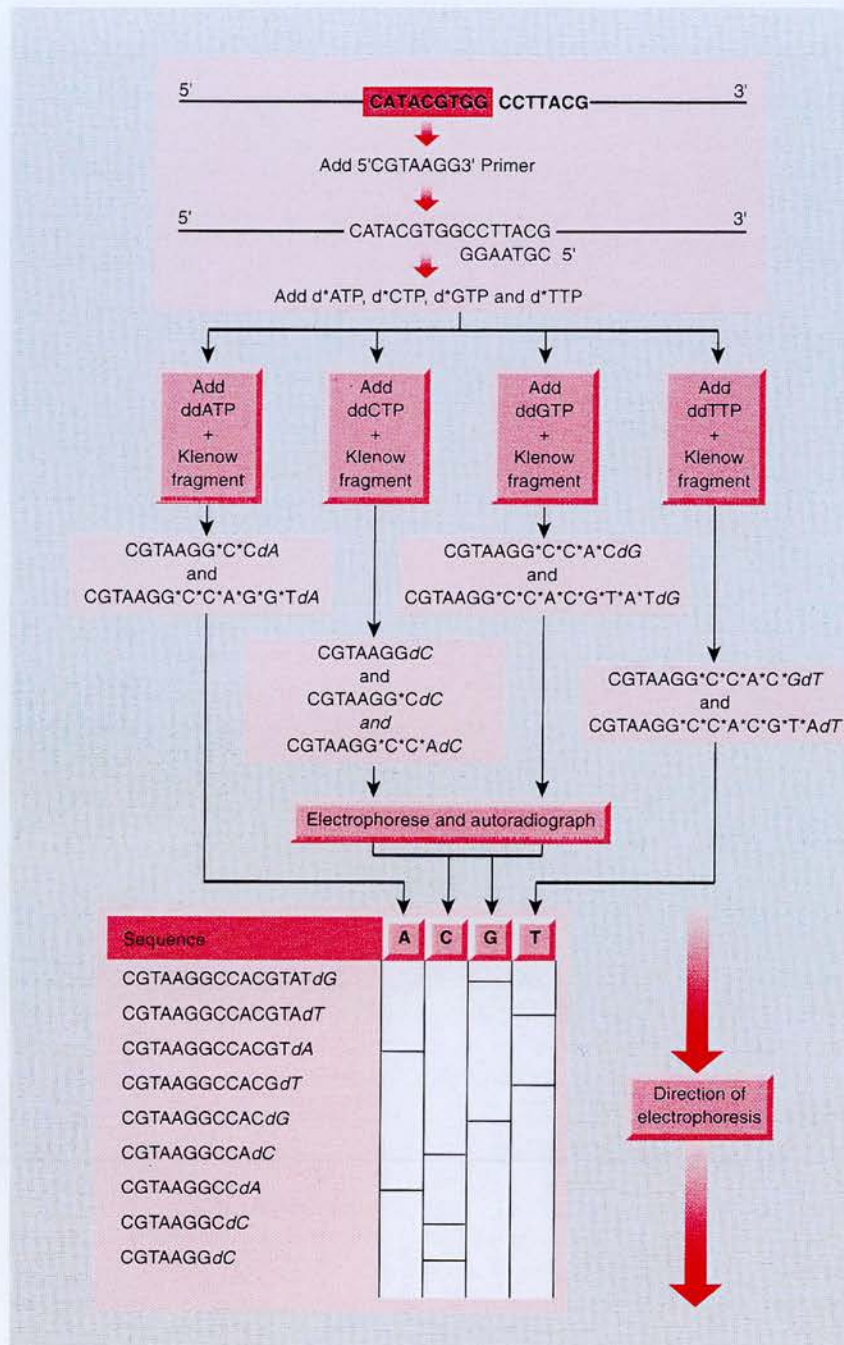 5' 3'
CATACGTGG CCTTACG
Add 5'CGTAAGG3' Primer
5' 3'
CATACGTGGCCTTACG
GGAATGC 5'
Add d*ATP, d*CTP, d*GTP and d*TTP
Add
ddATP
+
Klenow
fragment
Add
ddCTP
+
Klenow
fragment
Add
ddGTP
+
Klenow
fragment
Add
ddTTP
+
Klenow
fragment
CGTAAGG*C*CdA
and
CGTAAGG*C*C*A*G*G*TdA
CGTAAGG*C*C*A*CdG
and
CGTAAGG*C*C*A*C*G*T*A*TdG
CGTAAGGdC
and
CGTAAGG*CdC
and
CGTAAGG*C*C*AdC
CGTAAGG*C*C*A*C*GdT
and
CGTAAGG*C*C*A*C*G*T*AdT
Electrophorese and autoradiograph
Sequence A C G T
CGTAAGGCCACGTATdG
CGTAAGGCCACGTAdT
CGTAAGGCCACGTdA
CGTAAGGCCACGdT
CGTAAGGCCACdG
CGTAAGGCCAdC
CGTAAGGCCdA
CGTAAGGCdC
CGTAAGGdC
Direction of
electrophoresis